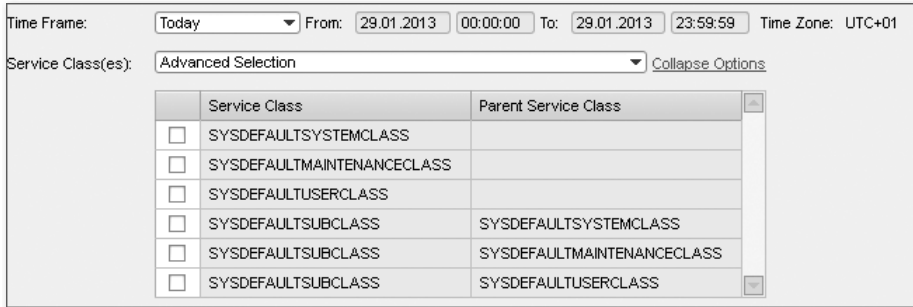 Time Frame: Today From: 29.01.2013 00:00:00 To: 29.01.2013 23:59:59 Time Zone: UTC+01
Service Class(es): Advanced Selection Collapse Options
Service Class Parent Service Class
SYSDEFAULTSYSTEMCLASS
SYSDEFAULTMAINTENANCECLASS
SYSDEFAULTUSERCLASS
SYSDEFAULTSUBCLASS SYSDEFAULTSYSTEMCLASS
SYSDEFAULTSUBCLASS SYSDEFAULTMAINTENANCECLASS
SYSDEFAULTSUBCLASS SYSDEFAULTUSERCLASS